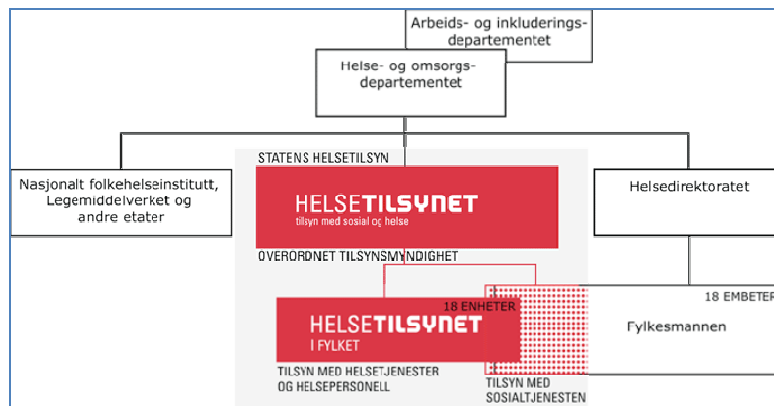 Arbeids- og inkluderings-
departementet
Helse- og omsorgs-
departementet
STATENS HELSETILSYN
Nasjonalt folkehelseinstitutt,
Legemiddelverket og
andre etater
HELSETILSYNET
tilsyn med sosial og helse
Helsedirektoratet
OVERORDNET TILSYNSMYNDIGHET
18 ENHETER
18 EMBETER
HELSETILSYNET
I FYLKET
Fylkesmannen
TILSYN MED HELSETJENESTER
OG HELSEPERSONELL
TILSYN MED
SOSIALTJENESTEN